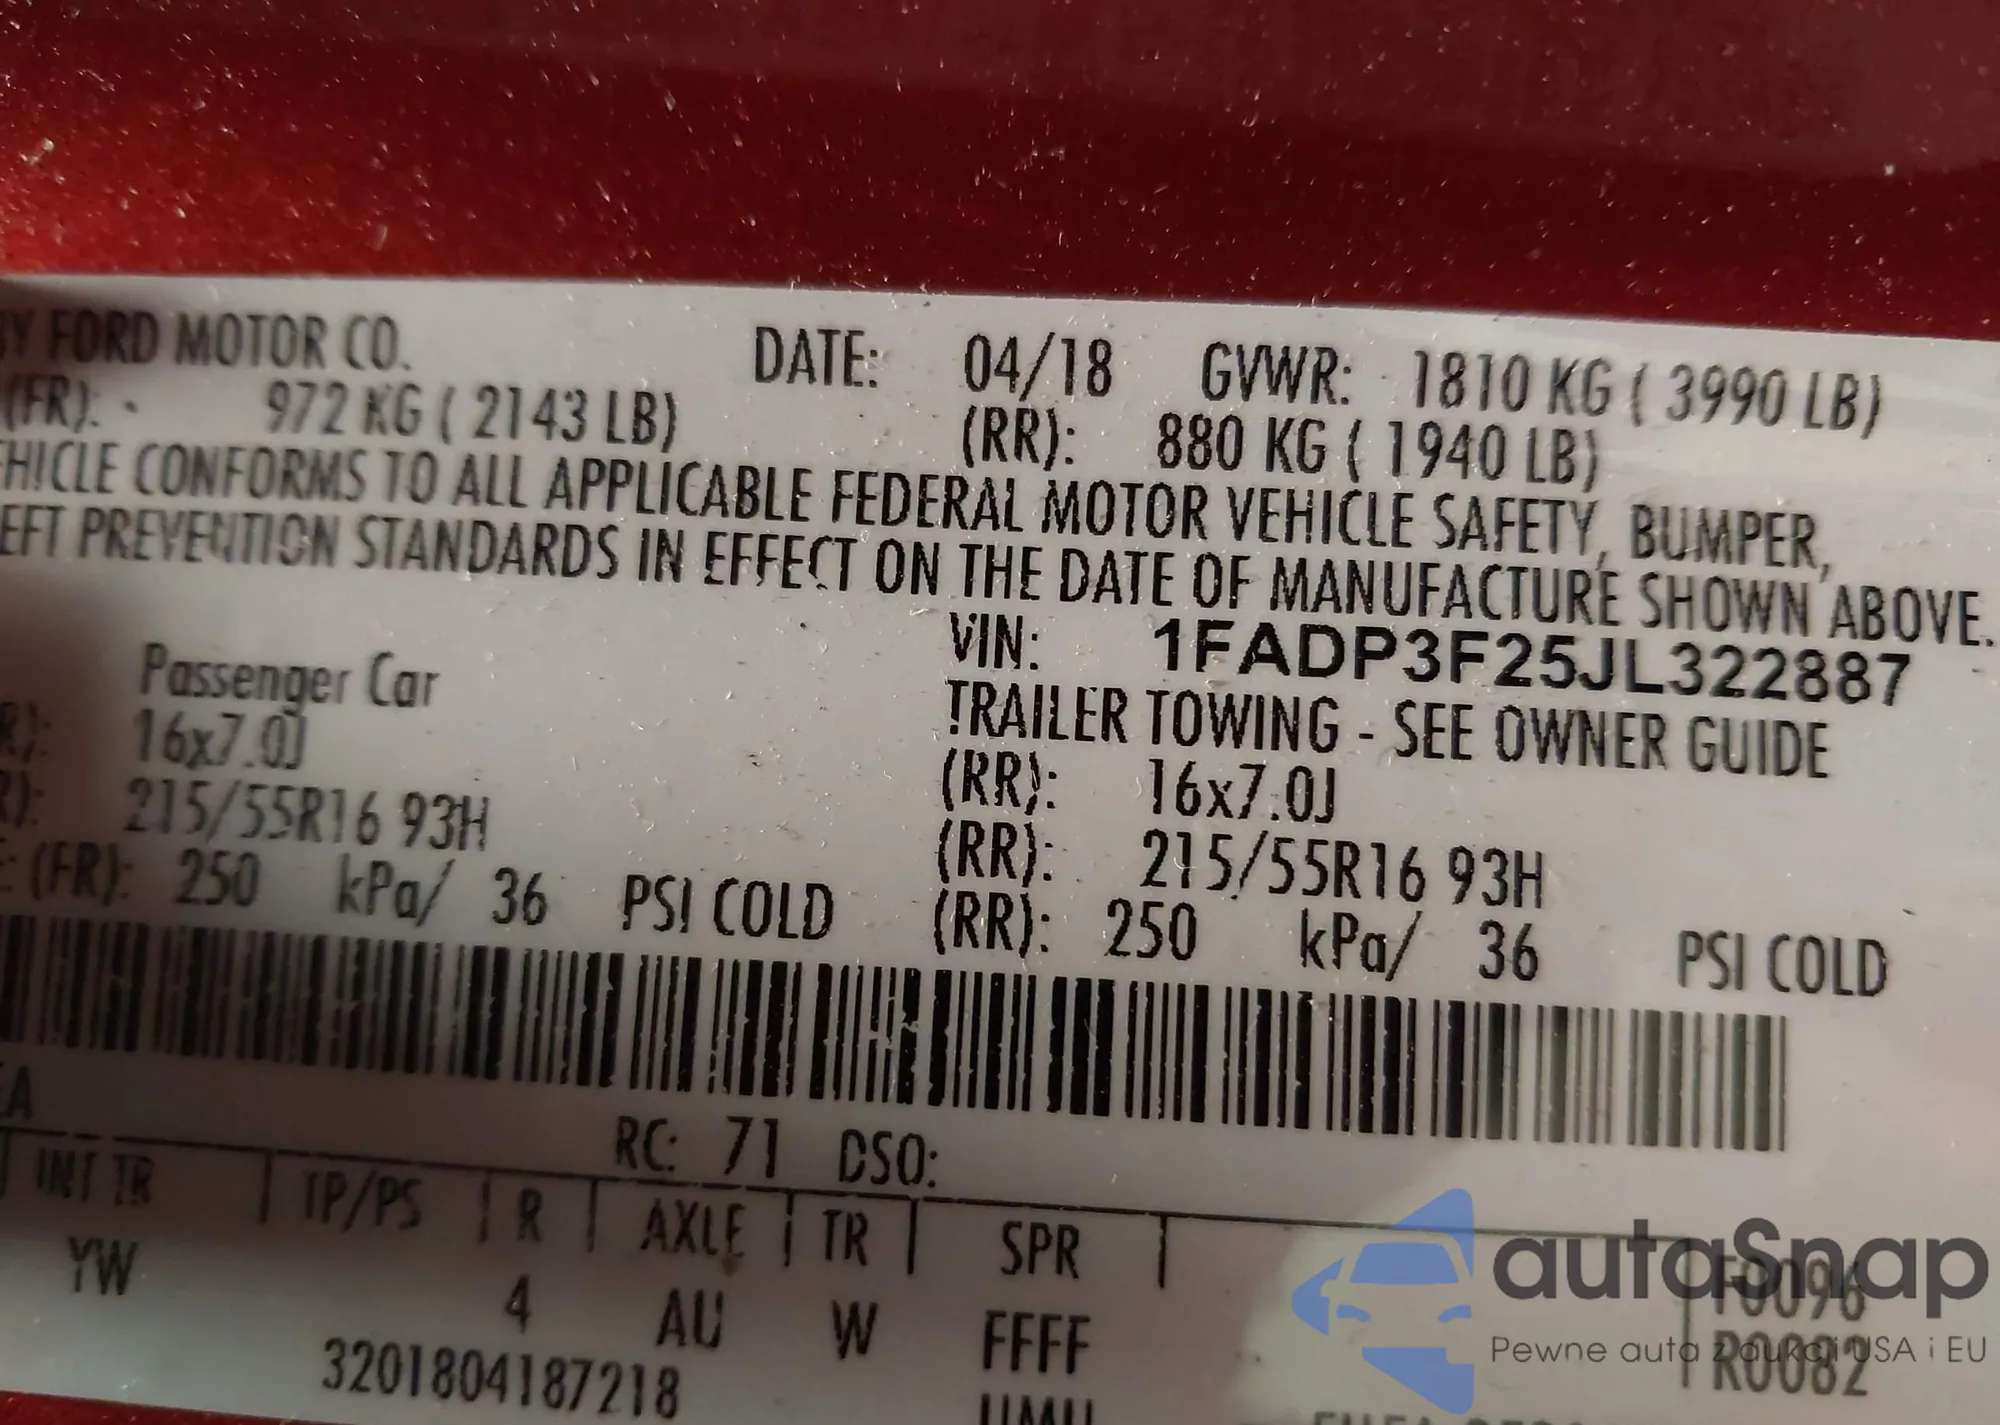 BY FORD MOTOR CO. DATE: 04/18 GVWR: 1810 KG ( 3990 LB)
(FR): 972 KG ( 2143 LB) (RR): 880 KG ( 1940 LB)
HICLE CONFORMS TO ALL APPLICABLE FEDERAL MOTOR VEHICLE SAFETY, BUMPER,
EFT PREVENTION STANDARDS IN EFFECT ON THE DATE OF MANUFACTURE SHOWN ABOVE.
VIN: 1FADP3F25JL322887
Passenger Car TRAILER TOWING - SEE OWNER GUIDE
R): 16x7.0J (RR): 16x7.0J
R): 215/55R16 93H (RR): 215/55R16 93H
: (FR): 250 kPa/ 36 PSI COLD (RR): 250 kPa/ 36 PSI COLD
EA
RC: 71 DSO:
INT TR TP/PS R AXLE TR SPR
YW 4 AU W FFFF
F0096
R0082
3201804187218
autaSnap
Pewne auta z aukcji USA i EU